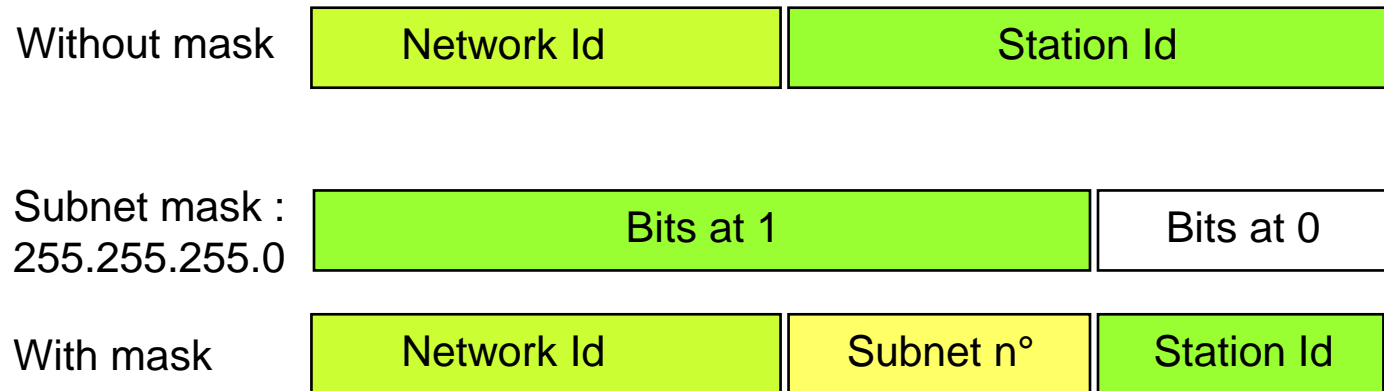 Without mask Network Id Station Id
Subnet mask :
255.255.255.0 Bits at 1 Bits at 0
With mask Network Id Subnet n° Station Id